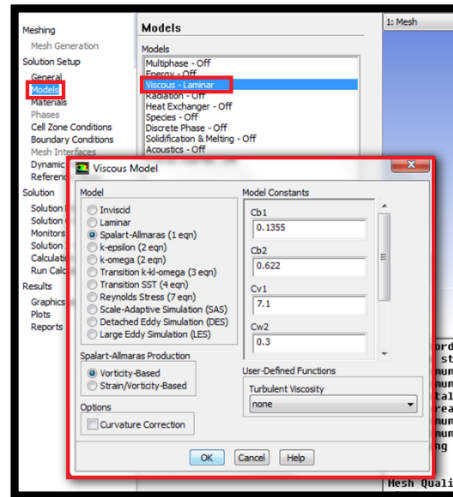 Meshing
Mesh Generation
Solution Setup
General
Models
Materials
Phases
Cell Zone Conditions
Boundary Conditions
Mesh Interfaces
Dynamic
Solution
Solution
Solution
Monitors
Solution
Run Calc
Results
Graphics
Plots
Reports
Models
Models
Multiphase - Off
Energy - Off
Viscous - Laminar
Radiation - Off
Heat Exchanger - Off
Species - Off
Discrete Phase - Off
Solidification & Melting - Off
Acoustics - Off
1: Mesh
Viscous Model
Model
Inviscid
Laminar
Spalart-Allmaras (1 eqn)
k-epsilon (2 eqn)
k-omega (2 eqn)
Transition k-kl-omega (3 eqn)
Transition SST (4 eqn)
Reynolds Stress (7 eqn)
Scale-Adaptive Simulation (SAS)
Detached Eddy Simulation (DES)
Large Eddy Simulation (LES)
Spalart-Allmaras Production
Vorticity-Based
Strain/Vorticity-Based
Options
Curvature Correction
Model Constants
Cb1
0.1355
Cb2
0.622
Cv1
7.1
Cw2
0.3
User-Defined Functions
Turbulent Viscosity
none
OK Cancel Help
Mesh Quali